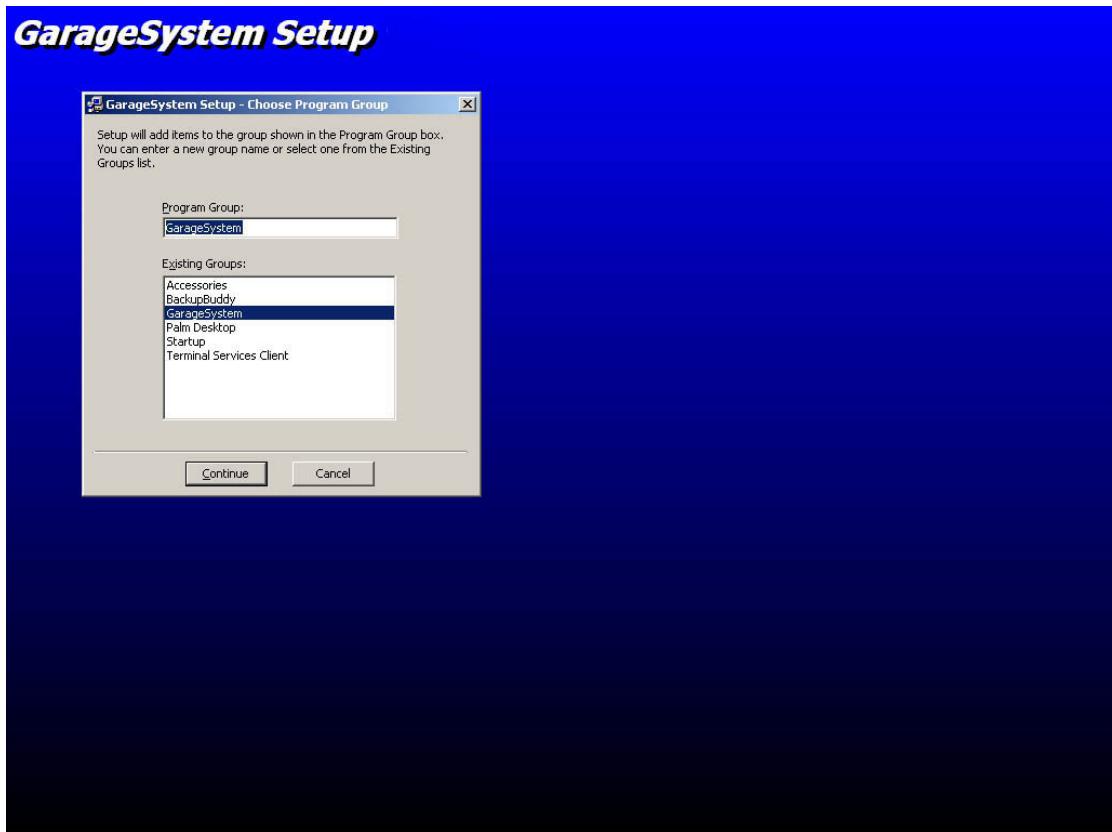 GarageSystem Setup
GarageSystem Setup - Choose Program Group
Setup will add items to the group shown in the Program Group box.
You can enter a new group name or select one from the Existing
Groups list.
Program Group:
GarageSystem
Existing Groups:
Accessories
BackupBuddy
GarageSystem
Palm Desktop
Startup
Terminal Services Client
Continue
Cancel